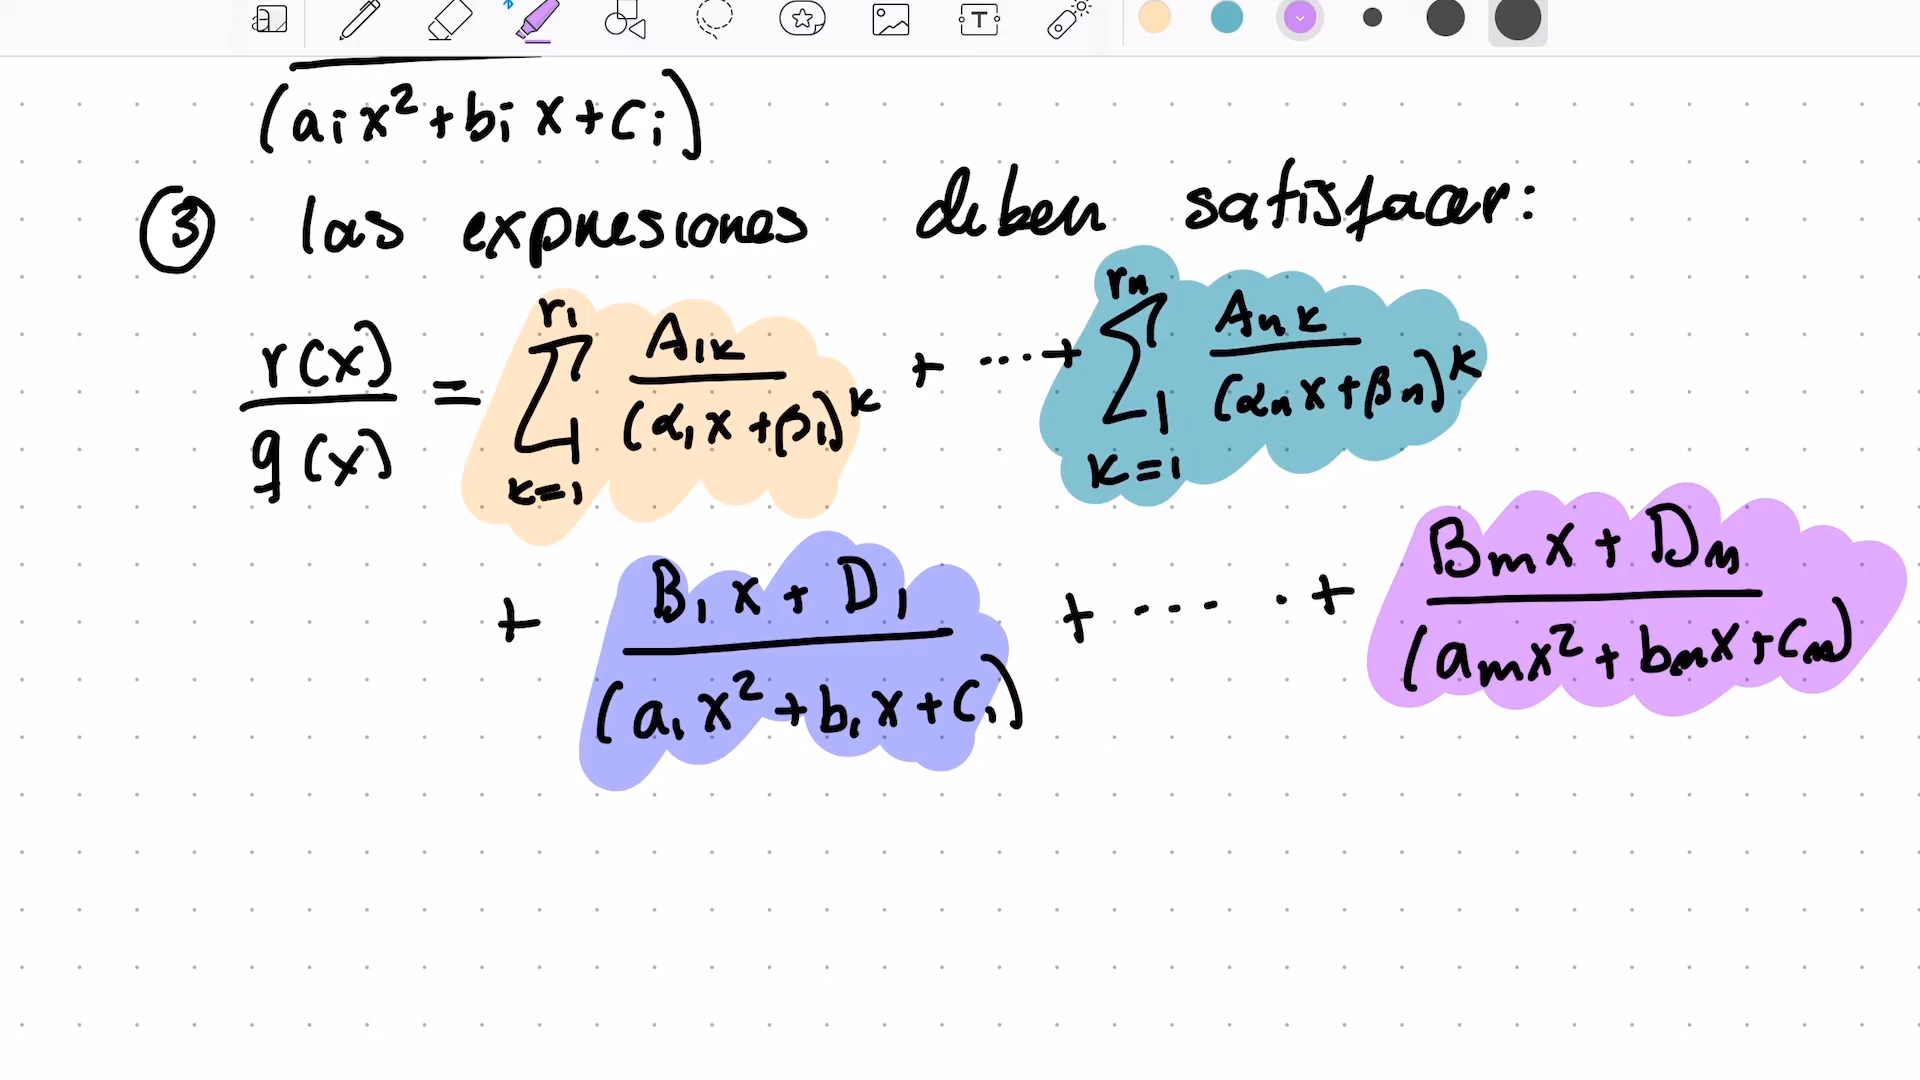 (aᵢx²+bᵢx+cᵢ)
③ las expresiones deben satisfacer:
r(x)/g(x) = Σ_{k=1}^{r₁} A₁ₖ/(α₁x+β₁)^k + ···+ Σ_{k=1}^{rₙ} Aₙₖ/(αₙx+βₙ)^k
+ B₁x+D₁/(a₁x²+b₁x+c₁) + ···· ·+ Bₘx+Dₘ/(aₘx²+bₘx+cₘ)